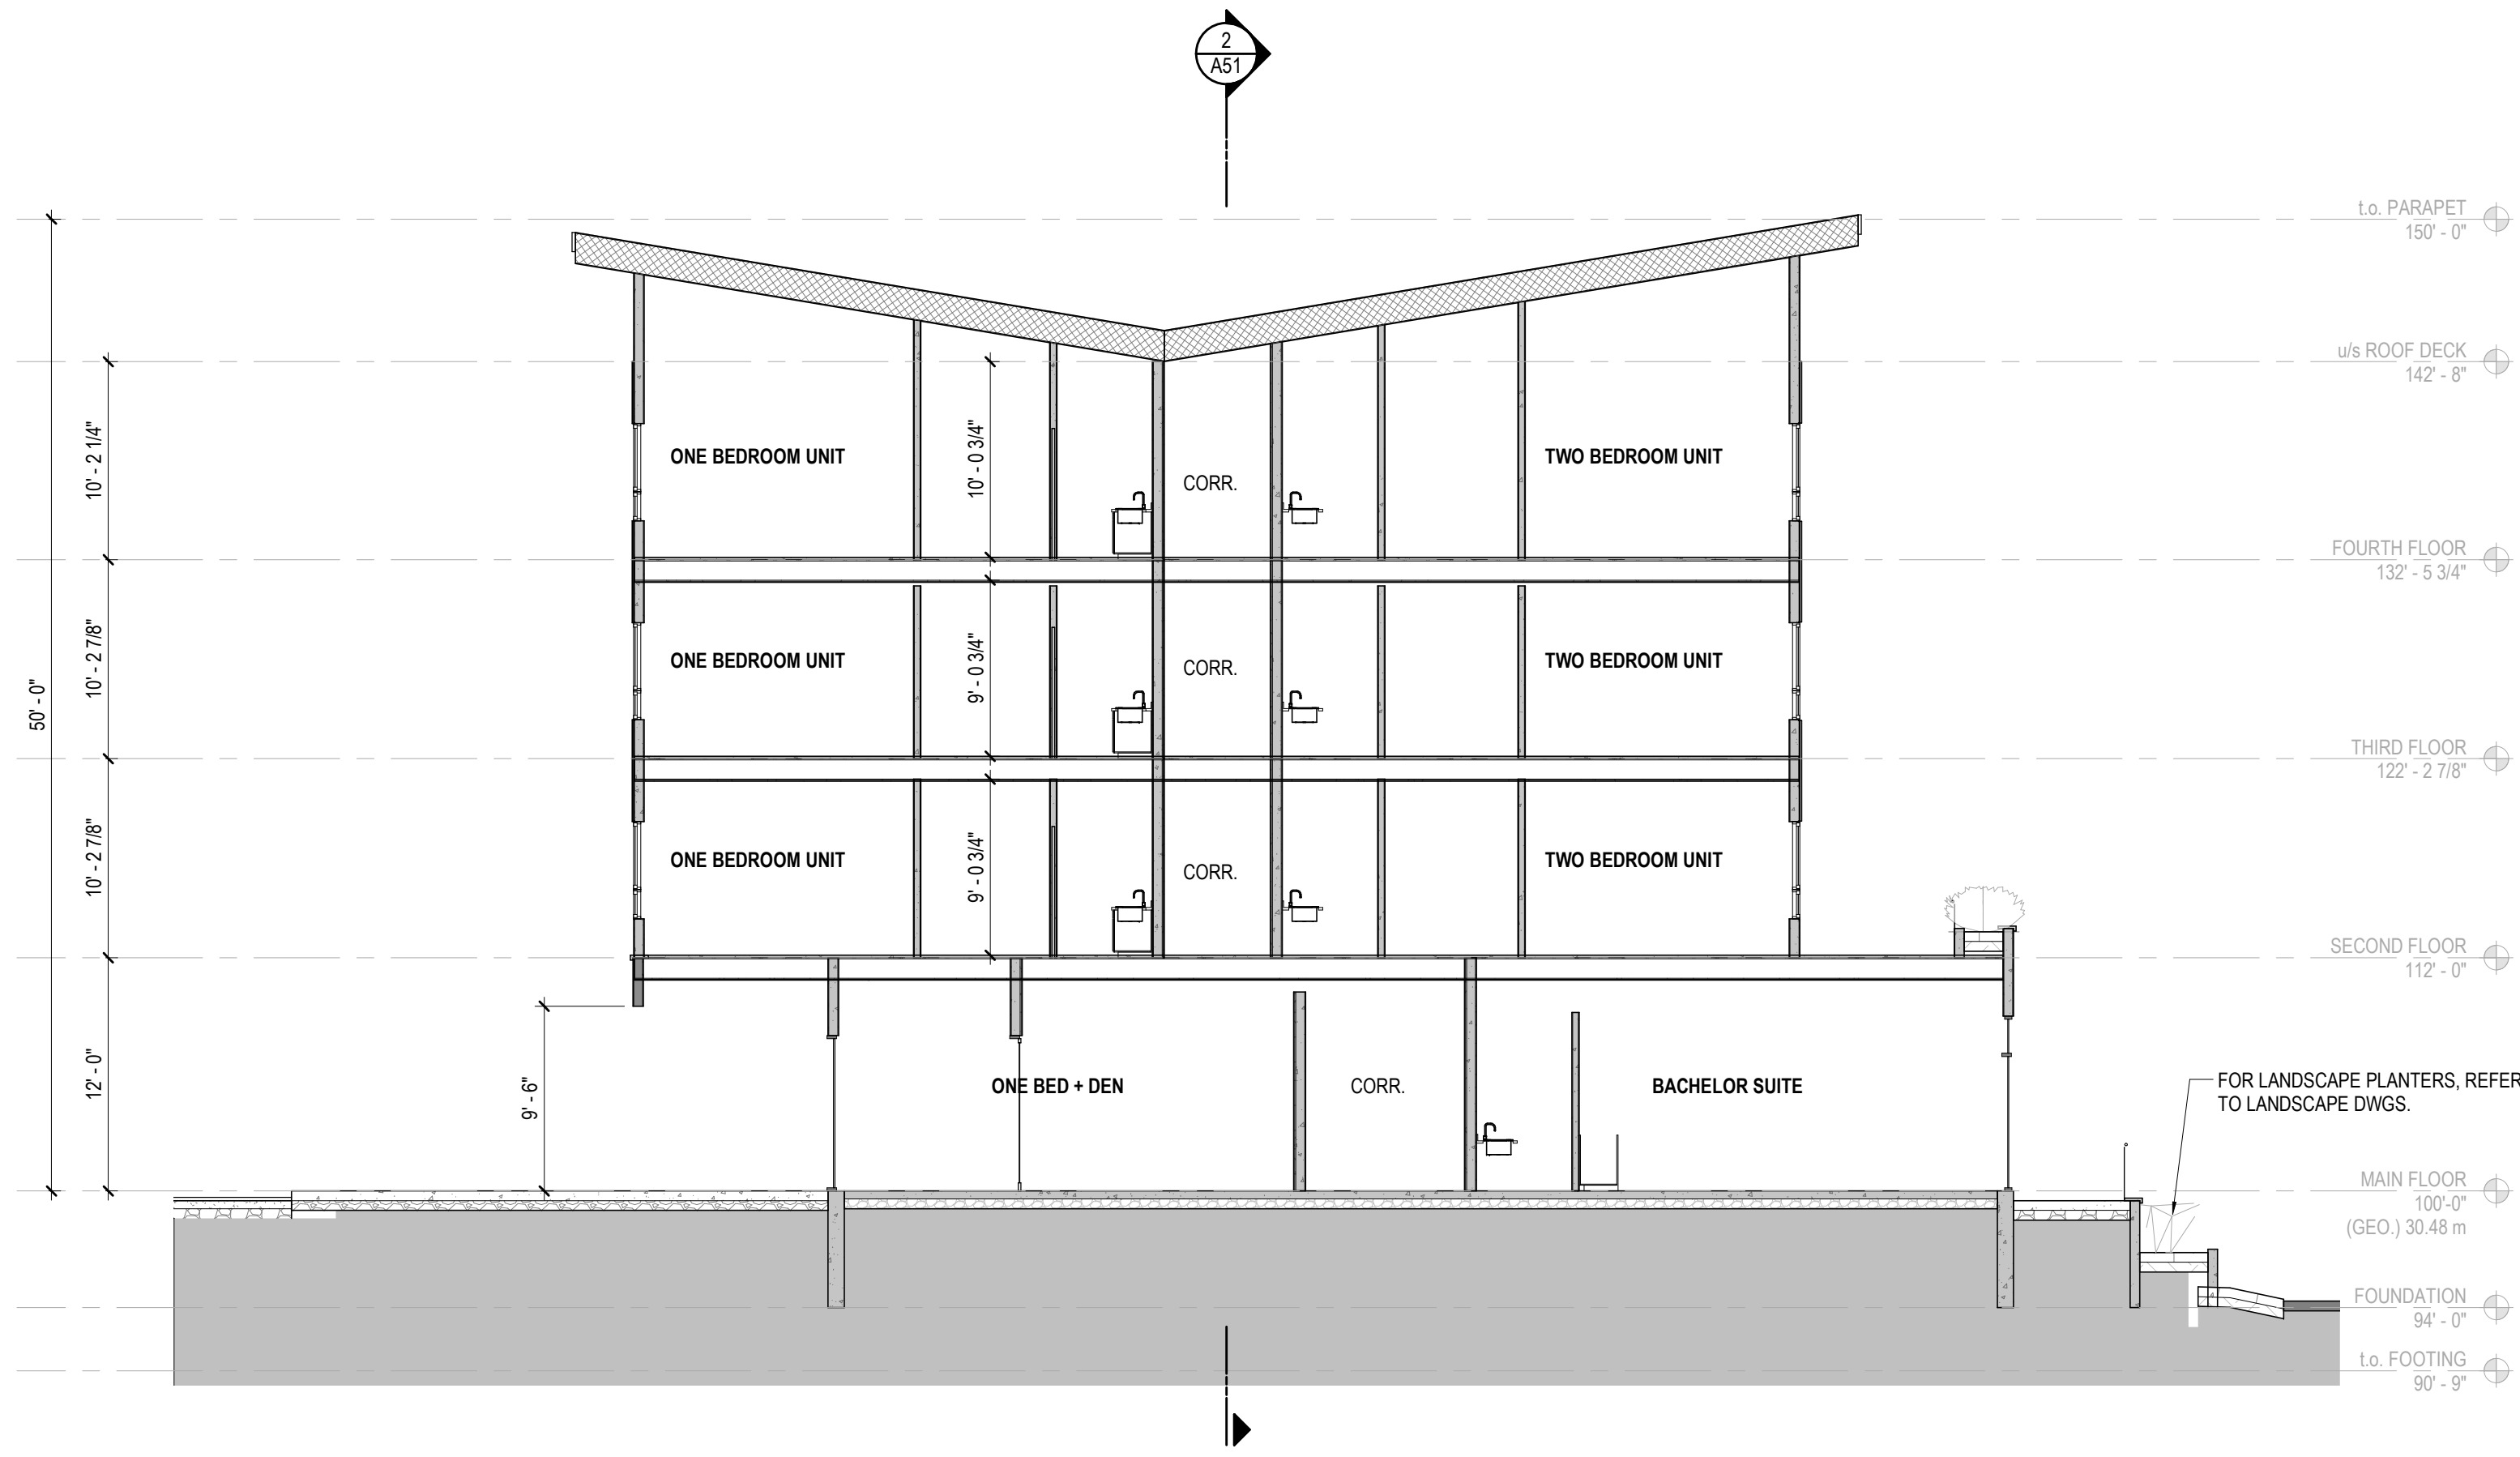 2
A51
t.o. PARAPET
150' - 0"
u/s ROOF DECK
142' - 8"
10' - 2 1/4"
10' - 0 3/4"
ONE BEDROOM UNIT
CORR.
TWO BEDROOM UNIT
FOURTH FLOOR
132' - 5 3/4"
50' - 0"
10' - 2 7/8"
9' - 0 3/4"
ONE BEDROOM UNIT
CORR.
TWO BEDROOM UNIT
THIRD FLOOR
122' - 2 7/8"
10' - 2 7/8"
9' - 0 3/4"
ONE BEDROOM UNIT
CORR.
TWO BEDROOM UNIT
SECOND FLOOR
112' - 0"
12' - 0"
9' - 6"
ONE BED + DEN
CORR.
BACHELOR SUITE
FOR LANDSCAPE PLANTERS, REFER
TO LANDSCAPE DWGS.
MAIN FLOOR
100'-0"
(GEO.) 30.48 m
FOUNDATION
94' - 0"
t.o. FOOTING
90' - 9"